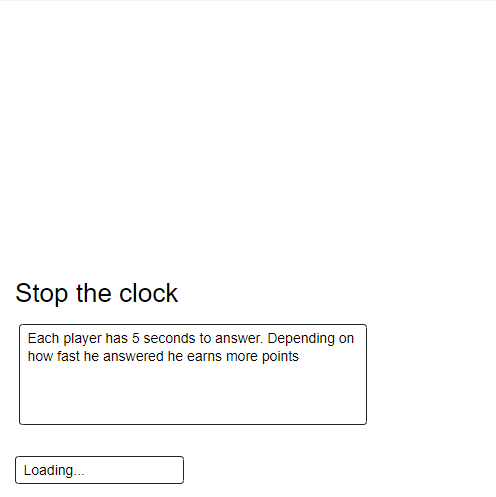 Stop the clock
Each player has 5 seconds to answer. Depending on
how fast he answered he earns more points
Loading...